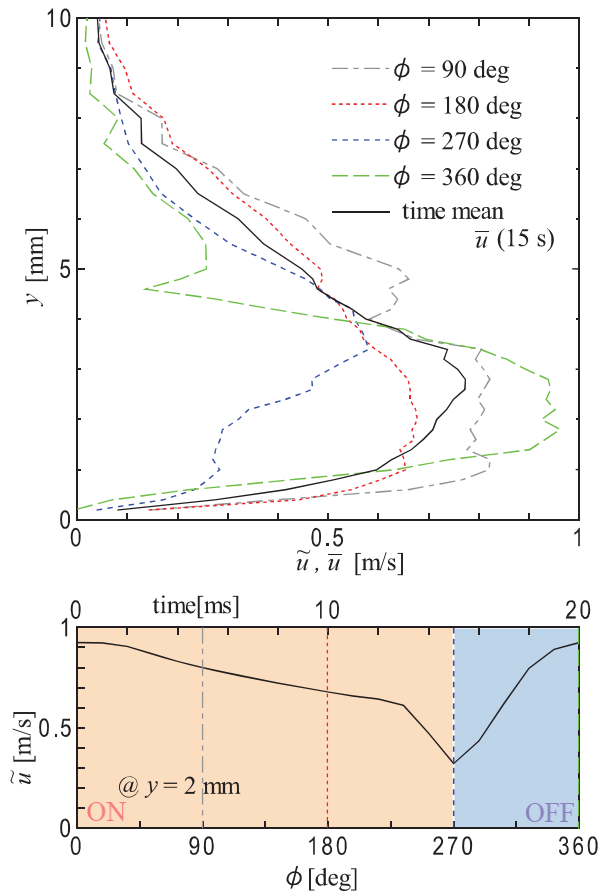 10
ϕ = 90 deg
ϕ = 180 deg
ϕ = 270 deg
ϕ = 360 deg
time mean
u̅ (15 s)
y [mm]
5
0
0
0.5
1
ũ , u̅ [m/s]
time[ms]
0
10
20
1
ũ [m/s]
0.5
@ y = 2 mm
ON
OFF
0
0
90
180
270
360
ϕ [deg]